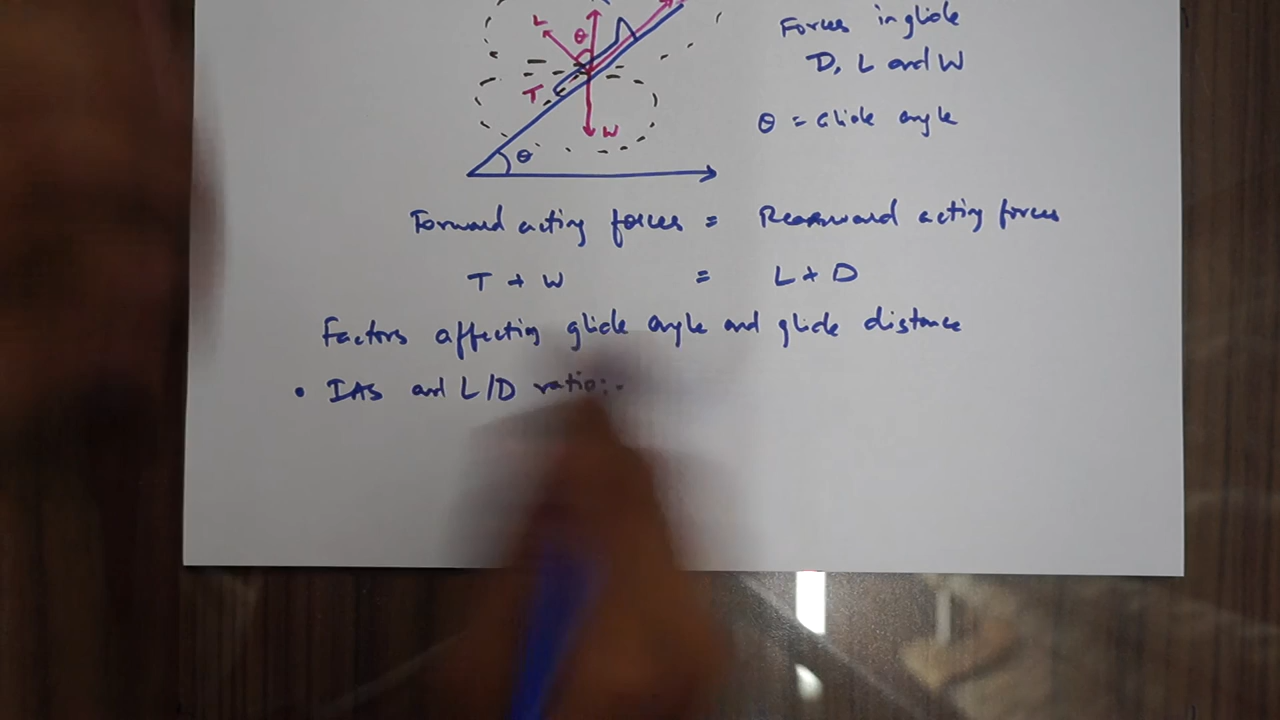 Forces in glide
D, L and W
L
θ
T
W
θ = Glide angle
θ
Forward acting forces = Rearward acting forces
T + W = L + D
Factors affecting glide angle and glide distance
• IAS and L/D ratio:-